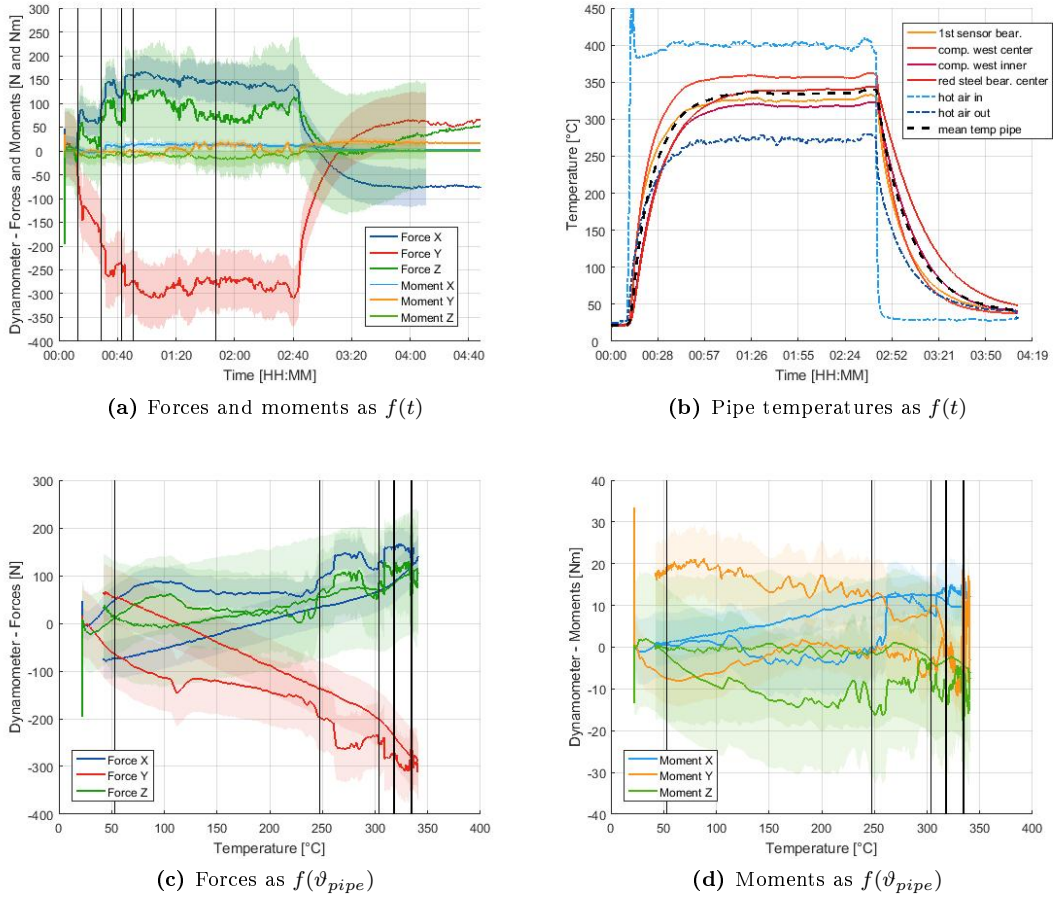 Dynamometer - Forces and Moments [N and Nm]
300
250
200
150
100
50
0
-50
-100
-150
-200
-250
-300
-350
-400
00:00 00:40 01:20 02:00 02:40 03:20 04:00 04:40
Time [HH:MM]
Force X
Force Y
Force Z
Moment X
Moment Y
Moment Z
(a) Forces and moments as f(t)
Temperature [°C]
450
400
350
300
250
200
150
100
50
0
00:00 00:28 00:57 01:26 01:55 02:24 02:52 03:21 03:50 04:19
Time [HH:MM]
1st sensor bear.
comp. west center
comp. west inner
red steel bear. center
hot air in
hot air out
mean temp pipe
(b) Pipe temperatures as f(t)
Dynamometer - Forces [N]
300
200
100
0
-100
-200
-300
-400
0 50 100 150 200 250 300 350 400
Temperature [°C]
Force X
Force Y
Force Z
(c) Forces as f(ϑpipe)
Dynamometer - Moments [Nm]
40
30
20
10
0
-10
-20
-30
-40
0 50 100 150 200 250 300 350 400
Temperature [°C]
Moment X
Moment Y
Moment Z
(d) Moments as f(ϑpipe)